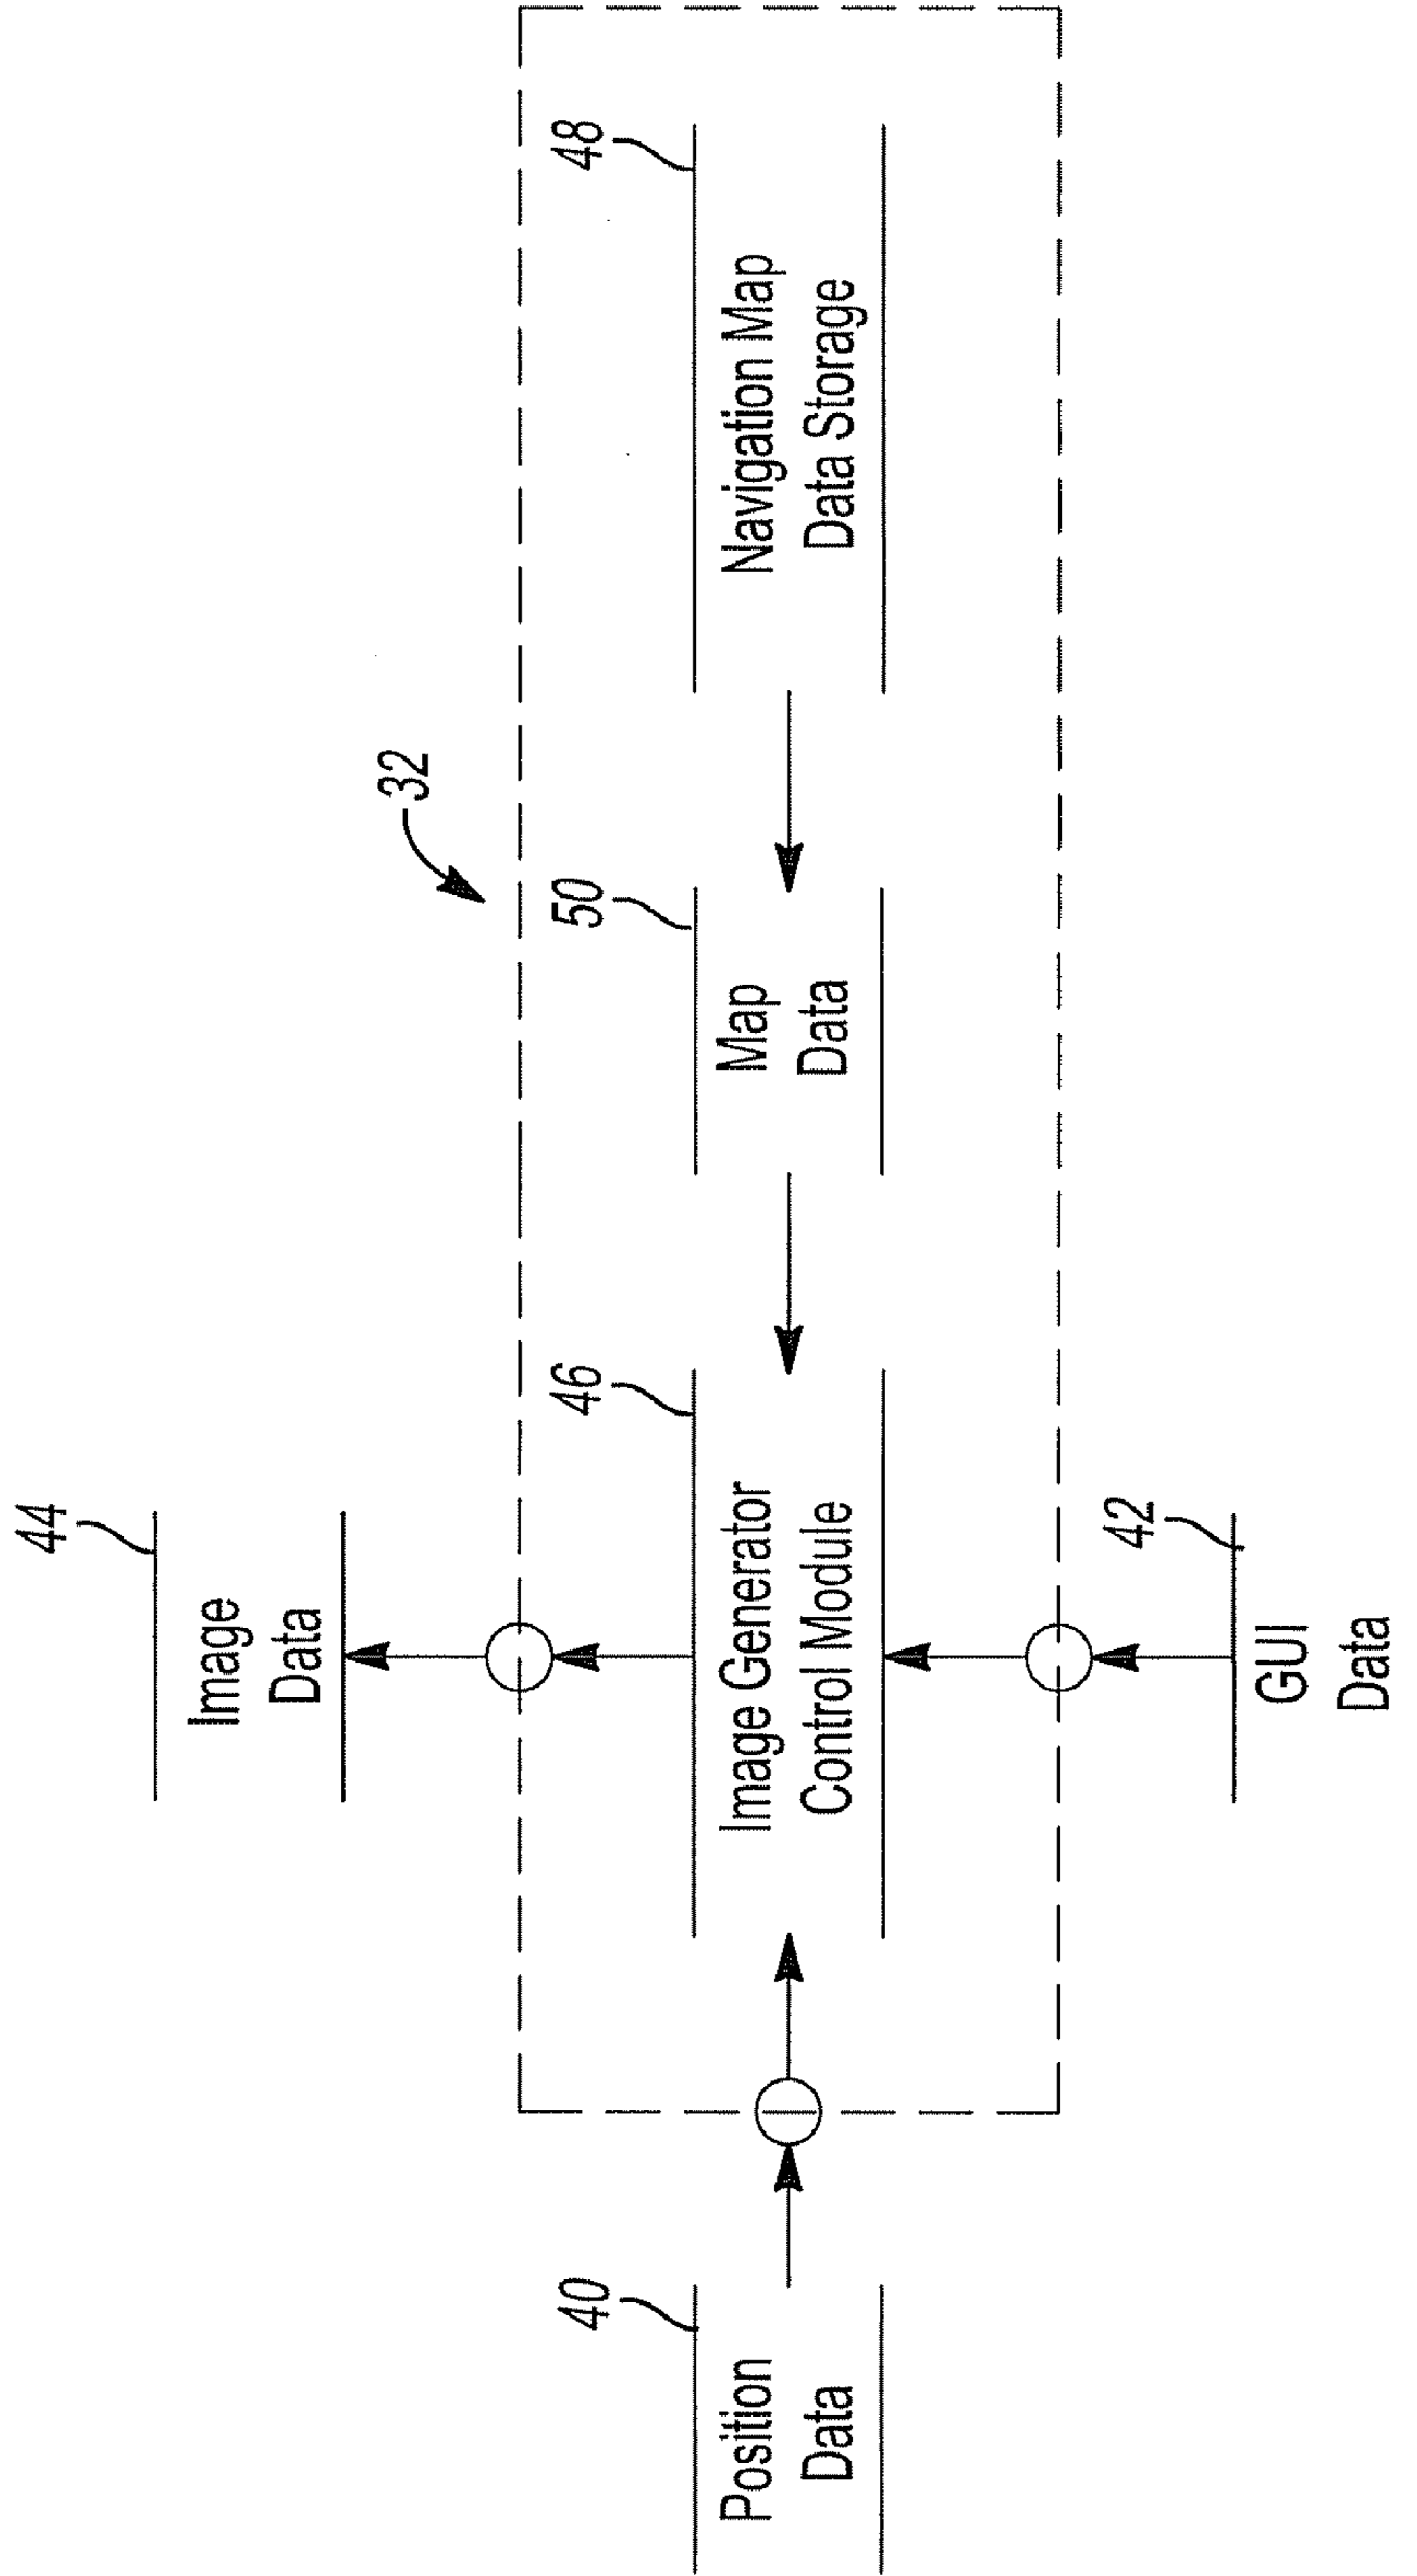 44
Image
Data
32
40
Position
Data
46
Image Generator
Control Module
50
Map
Data
48
Navigation Map
Data Storage
42
GUI
Data